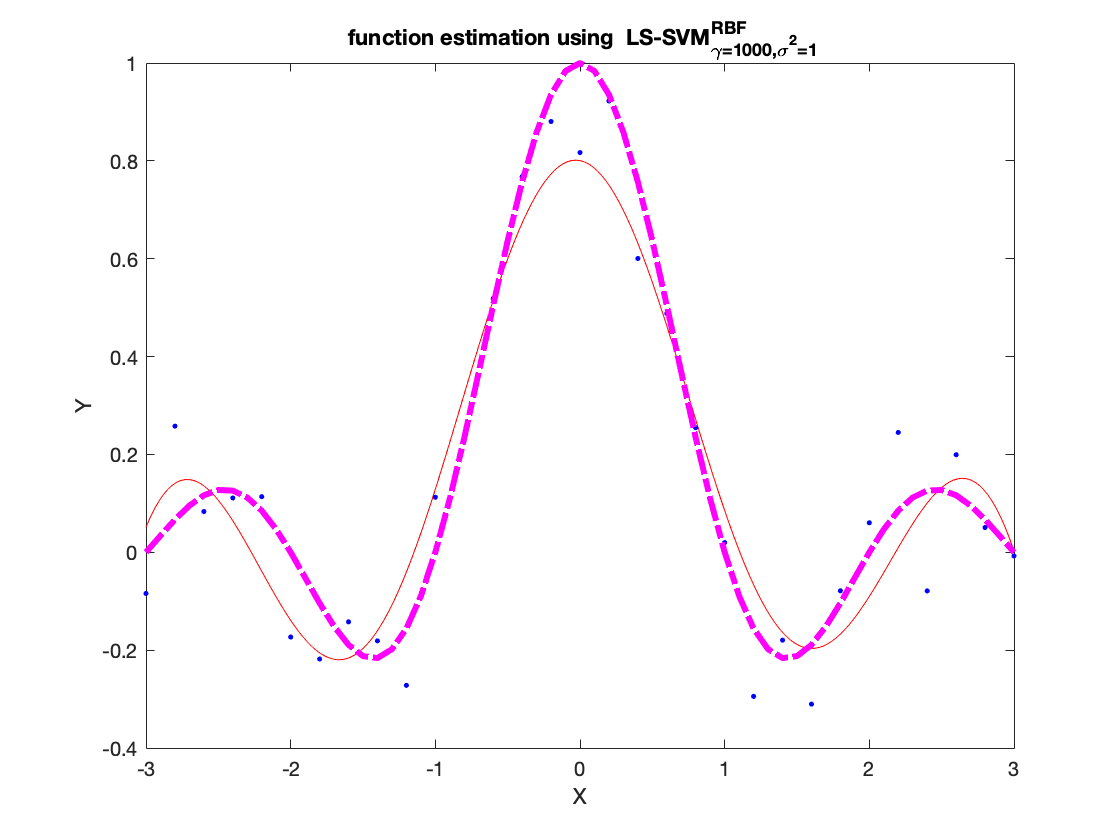 function estimation using LS-SVM^{RBF}_{γ=1000,σ^2=1}
1
0.8
0.6
0.4
Y
0.2
0
-0.2
-0.4
-3 -2 -1 0 1 2 3
X